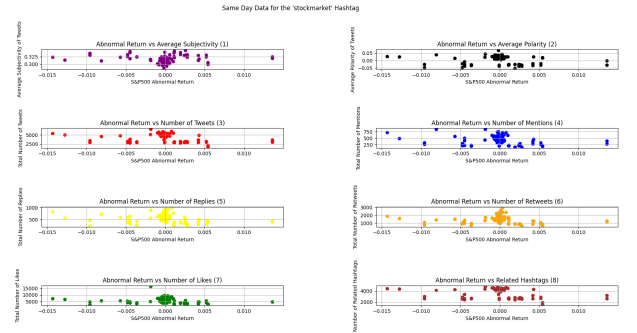 Same Day Data for the 'stockmarket' Hashtag
Abnormal Return vs Average Subjectivity (1)
Average Subjectivity of Tweets
0.325
0.300
−0.015 −0.010 −0.005 0.000 0.005 0.010
S&P500 Abnormal Return
Abnormal Return vs Average Polarity (2)
Average Polarity of Tweets
0.05
0.00
−0.05
−0.015 −0.010 −0.005 0.000 0.005 0.010
S&P500 Abnormal Return
Abnormal Return vs Number of Tweets (3)
Total Number of Tweets
5000
2500
−0.015 −0.010 −0.005 0.000 0.005 0.010
S&P500 Abnormal Return
Abnormal Return vs Number of Mentions (4)
Total Number of Mentions
750
500
250
−0.015 −0.010 −0.005 0.000 0.005 0.010
S&P500 Abnormal Return
Abnormal Return vs Number of Replies (5)
Total Number of Replies
1000
500
−0.015 −0.010 −0.005 0.000 0.005 0.010
S&P500 Abnormal Return
Abnormal Return vs Number of Retweets (6)
Total Number of Retweets
3000
2000
1000
−0.015 −0.010 −0.005 0.000 0.005 0.010
S&P500 Abnormal Return
Abnormal Return vs Number of Likes (7)
Total Number of Likes
15000
10000
5000
−0.015 −0.010 −0.005 0.000 0.005 0.010
S&P500 Abnormal Return
Abnormal Return vs Related Hashtags (8)
Number of Related Hashtags
4000
2000
−0.015 −0.010 −0.005 0.000 0.005 0.010
S&P500 Abnormal Return